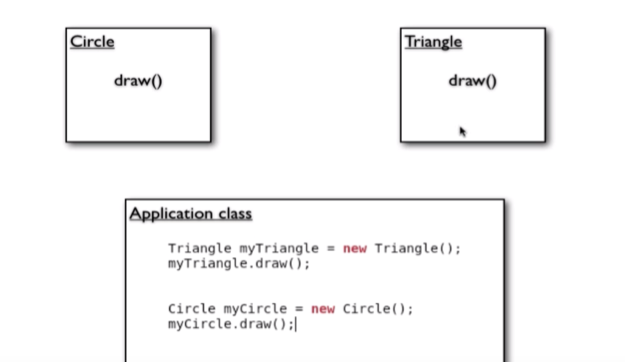 Circle
draw()
Triangle
draw()
Application class
Triangle myTriangle = new Triangle();
myTriangle.draw();
Circle myCircle = new Circle();
myCircle.draw();